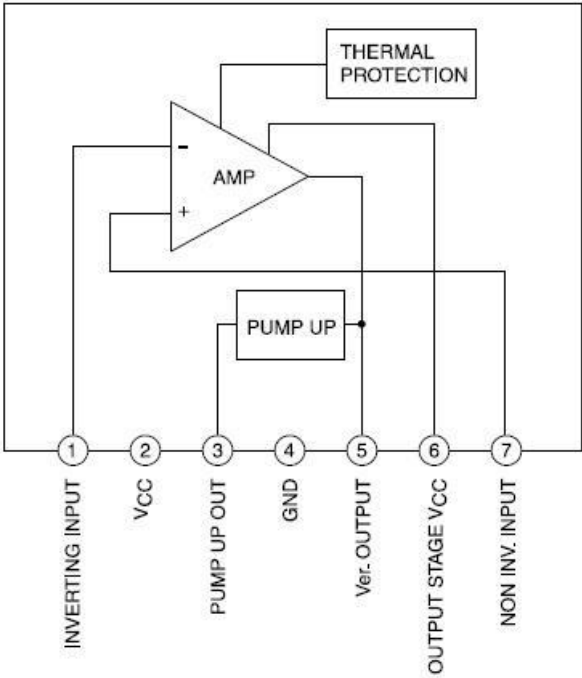 THERMAL
PROTECTION
-
AMP
+
PUMP UP
1
2
3
4
5
6
7
INVERTING INPUT
VCC
PUMP UP OUT
GND
Ver. OUTPUT
OUTPUT STAGE VCC
NON INV. INPUT